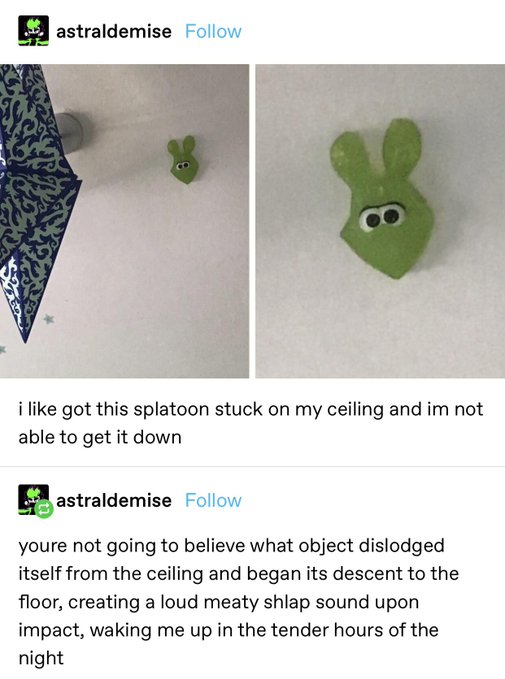 astraldemise Follow
i like got this splatoon stuck on my ceiling and im not
able to get it down
astraldemise Follow
youre not going to believe what object dislodged
itself from the ceiling and began its descent to the
floor, creating a loud meaty shlap sound upon
impact, waking me up in the tender hours of the
night